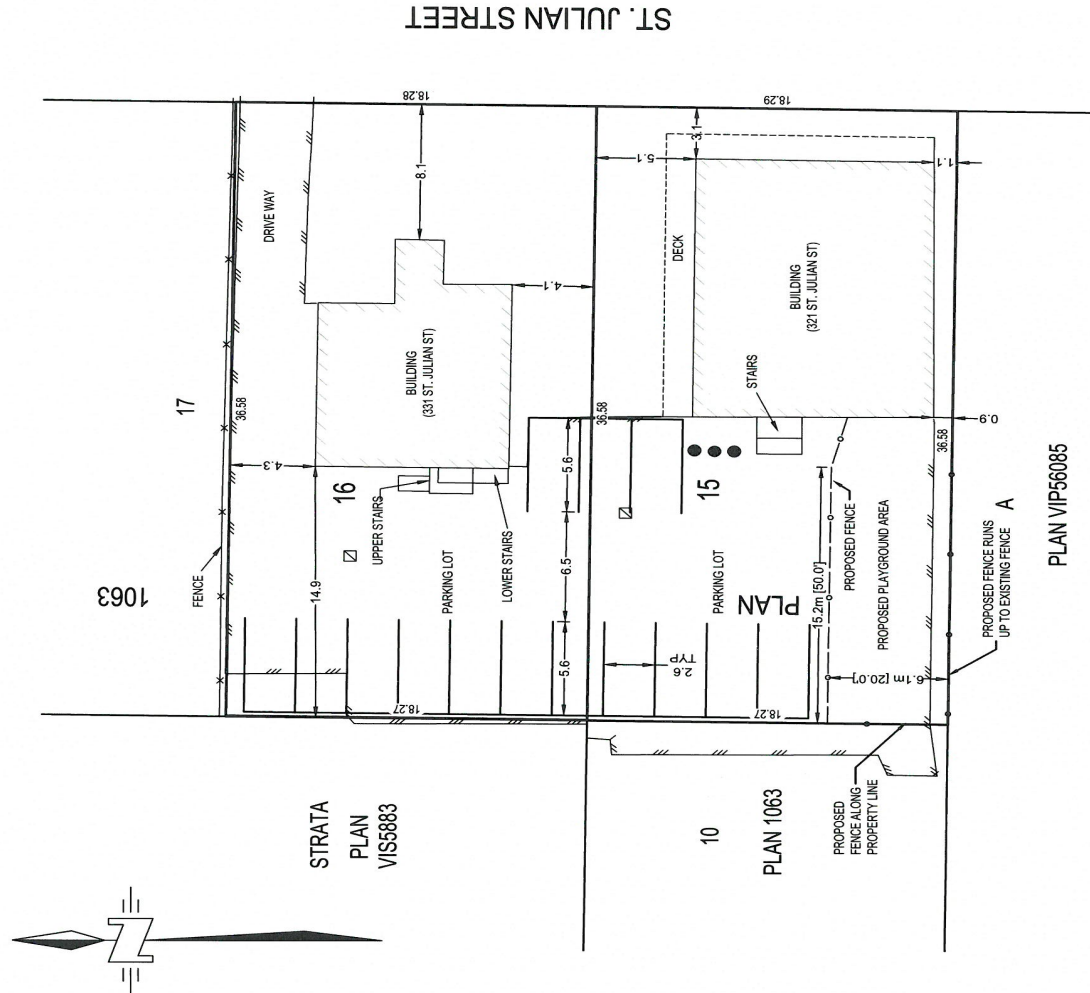 ST. JULIAN STREET
18.28
18.29
DRIVE WAY
8.1
3.1
5.1
1.1
DECK
BUILDING
(321 ST. JULIAN ST)
4.1
BUILDING
(331 ST. JULIAN ST)
STAIRS
17
36.58
36.58
36.58
0.9
4.3
16
5.6
15
UPPER STAIRS
LOWER STAIRS
1063
FENCE
14.9
PARKING LOT
6.5
PARKING LOT
PLAN
15.2m [50.0']
PROPOSED FENCE
PROPOSED PLAYGROUND AREA
PROPOSED FENCE RUNS
UP TO EXISTING FENCE
A
PLAN VIP56085
5.6
2.6
TYP
6.1m [20.0']
18.27
18.27
STRATA
PLAN
VIS5883
10
PLAN 1063
PROPOSED
FENCE ALONG
PROPERTY LINE
N